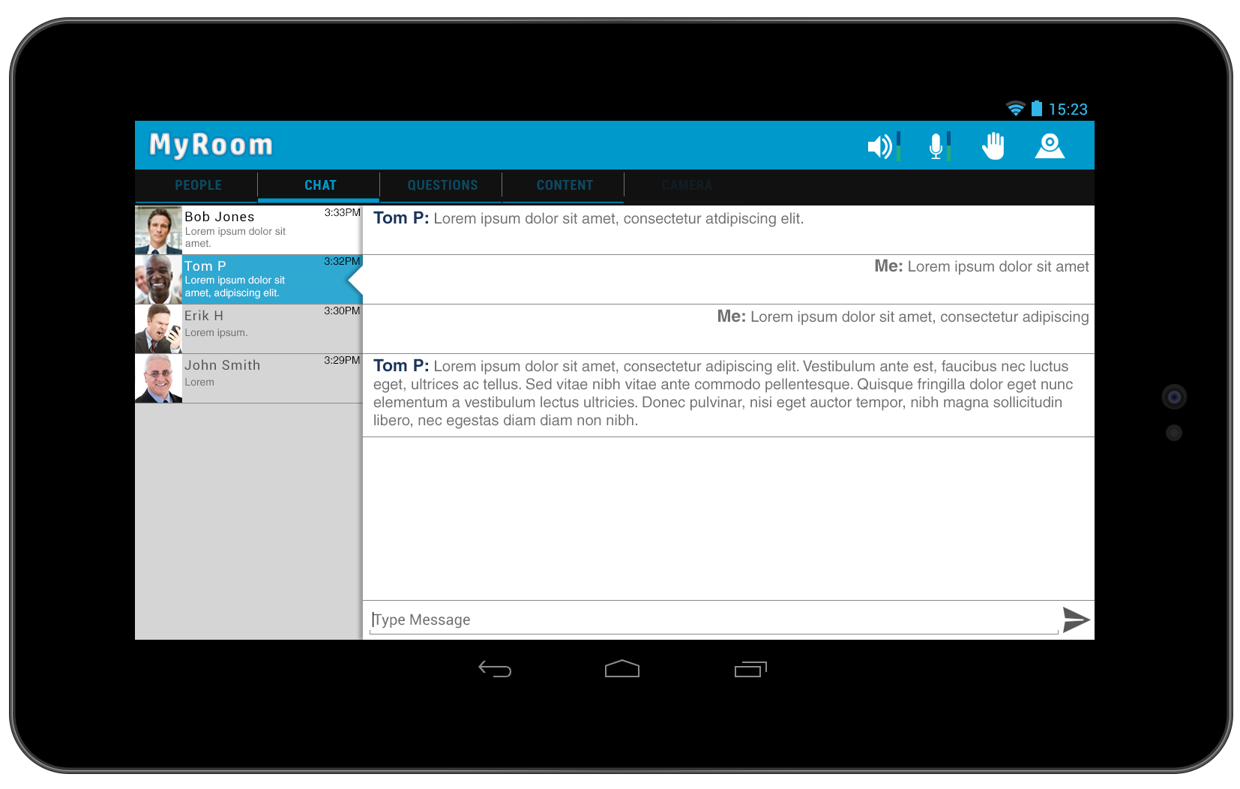 15:23
MyRoom
PEOPLE CHAT QUESTIONS CONTENT CAMERA
Bob Jones 3:33PM
Lorem ipsum dolor sit
amet.
Tom P 3:32PM
Lorem ipsum dolor sit
amet, adipiscing elit.
Erik H 3:30PM
Lorem ipsum.
John Smith 3:29PM
Lorem
Tom P: Lorem ipsum dolor sit amet, consectetur atdipiscing elit.
Me: Lorem ipsum dolor sit amet
Me: Lorem ipsum dolor sit amet, consectetur adipiscing
Tom P: Lorem ipsum dolor sit amet, consectetur adipiscing elit. Vestibulum ante est, faucibus nec luctus
eget, ultrices ac tellus. Sed vitae nibh vitae ante commodo pellentesque. Quisque fringilla dolor eget nunc
elementum a vestibulum lectus ultricies. Donec pulvinar, nisi eget auctor tempor, nibh magna sollicitudin
libero, nec egestas diam diam non nibh.
Type Message